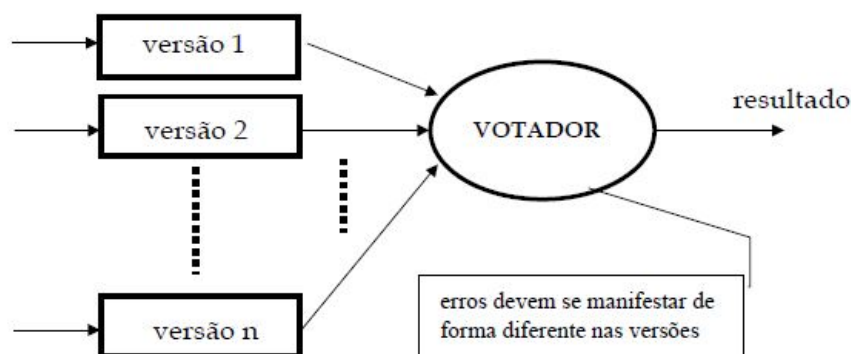 versão 1
versão 2
versão n
VOTADOR
resultado
erros devem se manifestar de
forma diferente nas versões